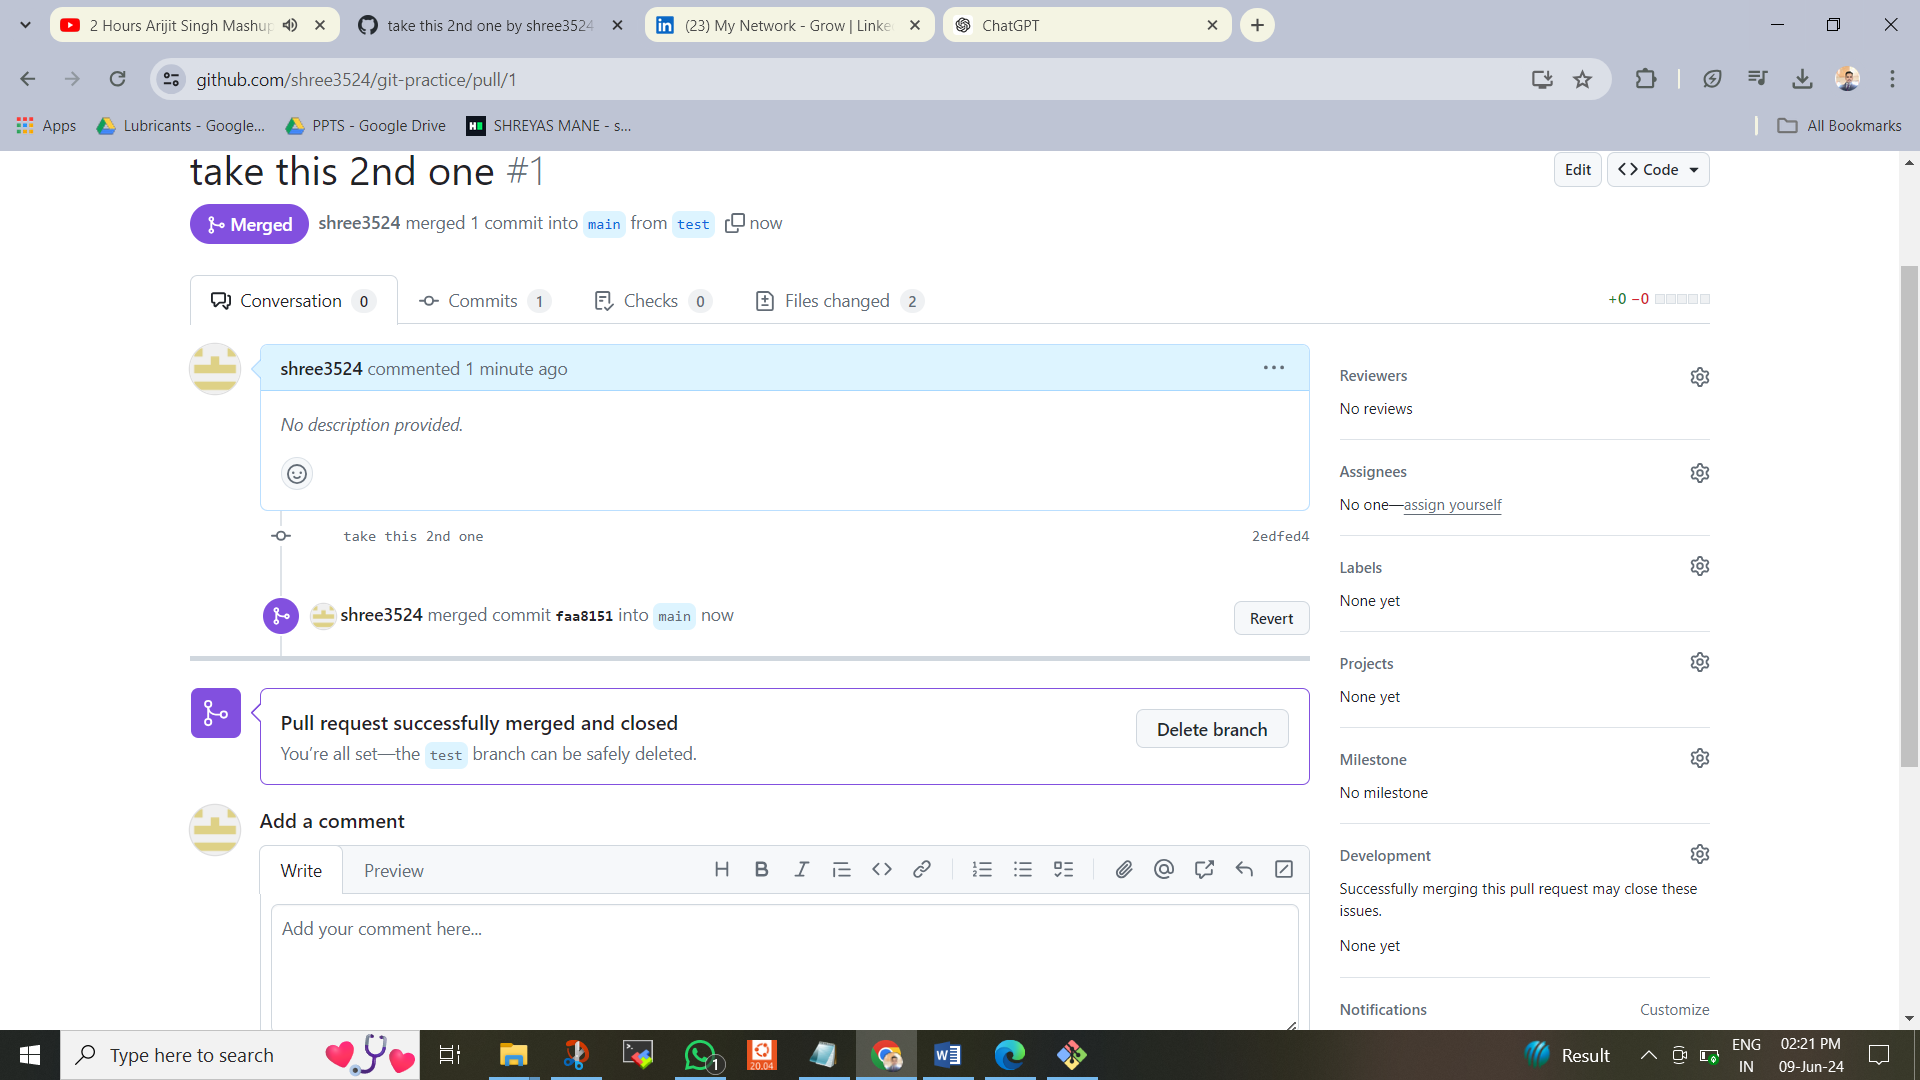 2 Hours Arijit Singh Mashup
take this 2nd one by shree3524
(23) My Network - Grow | Linke
ChatGPT
github.com/shree3524/git-practice/pull/1
Apps
Lubricants - Google...
PPTS - Google Drive
SHREYAS MANE - s...
All Bookmarks
take this 2nd one #1
Edit
Code
Merged
shree3524 merged 1 commit into main from test now
Conversation 0
Commits 1
Checks 0
Files changed 2
+0 −0
shree3524 commented 1 minute ago
No description provided.
take this 2nd one
2edfed4
shree3524 merged commit faa8151 into main now
Revert
Pull request successfully merged and closed
You're all set—the test branch can be safely deleted.
Delete branch
Add a comment
Write
Preview
Add your comment here...
Reviewers
No reviews
Assignees
No one—assign yourself
Labels
None yet
Projects
None yet
Milestone
No milestone
Development
Successfully merging this pull request may close these
issues.
None yet
Notifications
Customize
Type here to search
1
20.04
Result
ENG
IN
02:21 PM
09-Jun-24